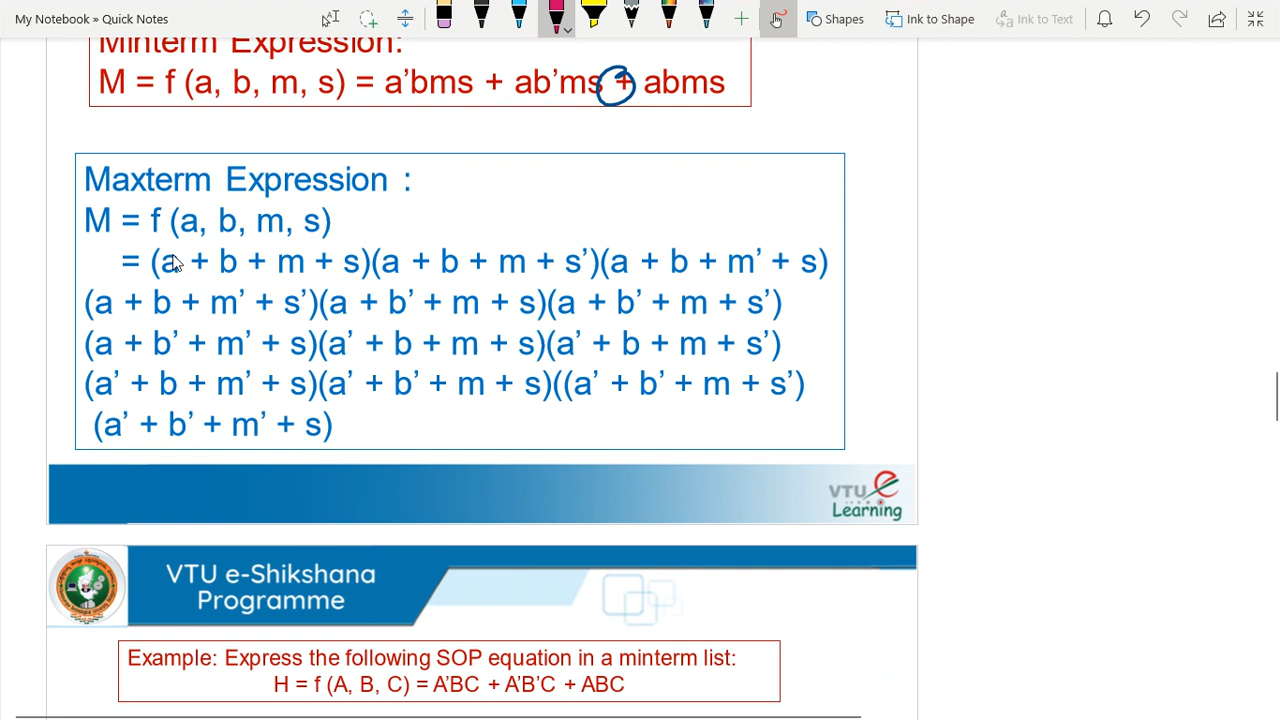 My Notebook » Quick Notes
Shapes
Ink to Shape
Ink to Text
Minterm Expression:
M = f (a, b, m, s) = a’bms + ab’ms + abms
Maxterm Expression :
M = f (a, b, m, s)
= (a + b + m + s)(a + b + m + s’)(a + b + m’ + s)
(a + b + m’ + s’)(a + b’ + m + s)(a + b’ + m + s’)
(a + b’ + m’ + s)(a’ + b + m + s)(a’ + b + m + s’)
(a’ + b + m’ + s)(a’ + b’ + m + s)((a’ + b’ + m + s’)
(a’ + b’ + m’ + s)
VTU e
Learning
VTU e-Shikshana
Programme
Example: Express the following SOP equation in a minterm list:
H = f (A, B, C) = A’BC + A’B’C + ABC